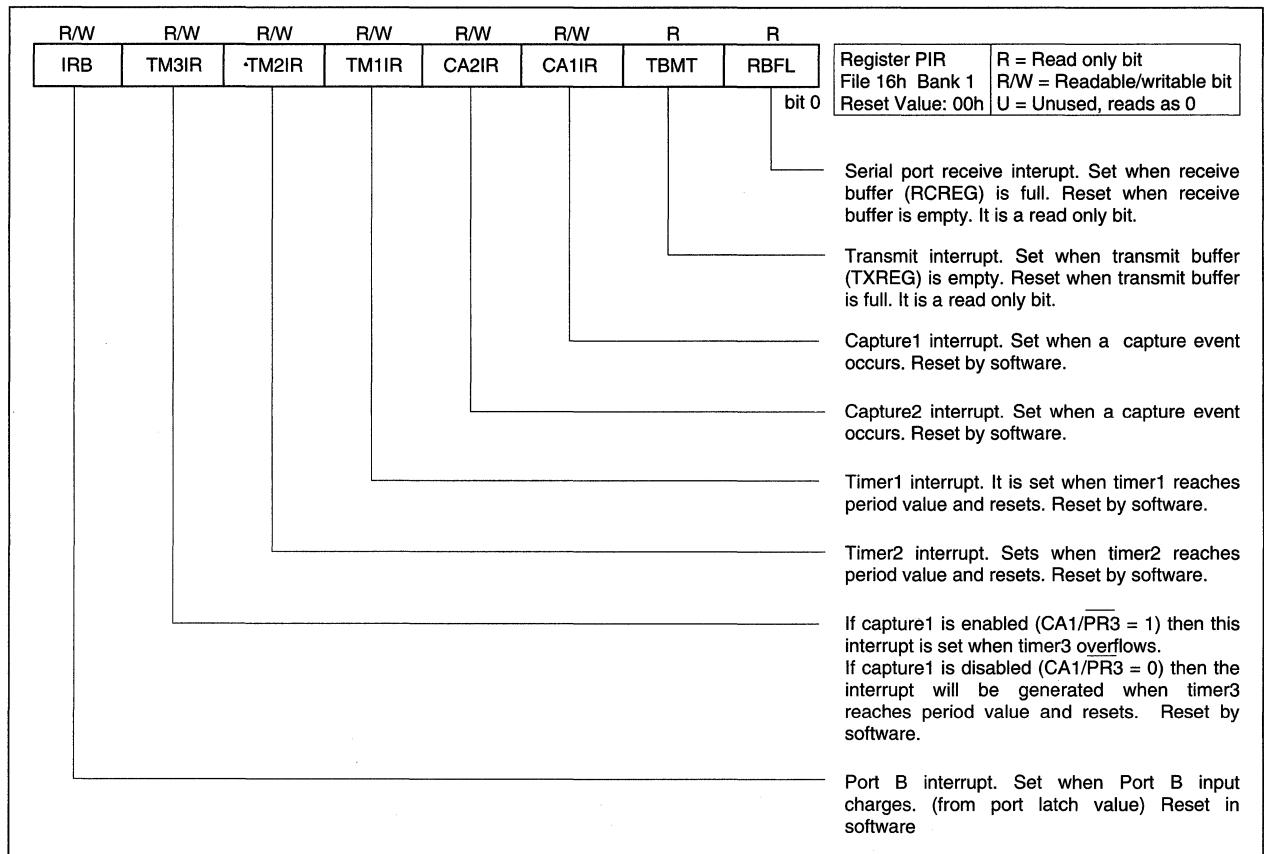 R/W R/W R/W R/W R/W R/W R R
IRB TM3IR ·TM2IR TM1IR CA2IR CA1IR TBMT RBFL
bit 0
Register PIR
File 16h Bank 1
Reset Value: 00h
R = Read only bit
R/W = Readable/writable bit
U = Unused, reads as 0
Serial port receive interupt. Set when receive
buffer (RCREG) is full. Reset when receive
buffer is empty. It is a read only bit.
Transmit interrupt. Set when transmit buffer
(TXREG) is empty. Reset when transmit buffer
is full. It is a read only bit.
Capture1 interrupt. Set when a capture event
occurs. Reset by software.
Capture2 interrupt. Set when a capture event
occurs. Reset by software.
Timer1 interrupt. It is set when timer1 reaches
period value and resets. Reset by software.
Timer2 interrupt. Sets when timer2 reaches
period value and resets. Reset by software.
If capture1 is enabled (CA1/P̅R̅3̅ = 1) then this
interrupt is set when timer3 overflows.
If capture1 is disabled (CA1/P̅R̅3̅ = 0) then the
interrupt will be generated when timer3
reaches period value and resets. Reset by
software.
Port B interrupt. Set when Port B input
charges. (from port latch value) Reset in
software